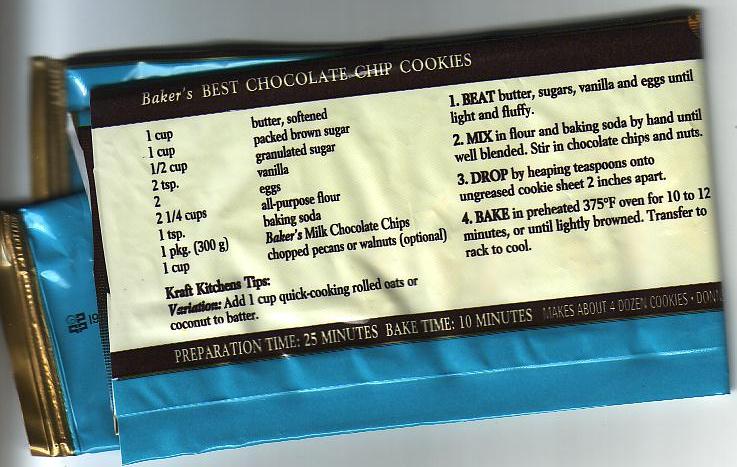 Baker's BEST CHOCOLATE CHIP COOKIES
1 cup butter, softened
1 cup packed brown sugar
1/2 cup granulated sugar
2 tsp. vanilla
2 eggs
2 1/4 cups all-purpose flour
1 tsp. baking soda
1 pkg. (300 g) Baker's Milk Chocolate Chips
1 cup chopped pecans or walnuts (optional)
Kraft Kitchens Tips:
Variation: Add 1 cup quick-cooking rolled oats or
coconut to batter.
1. BEAT butter, sugars, vanilla and eggs until
light and fluffy.
2. MIX in flour and baking soda by hand until
well blended. Stir in chocolate chips and nuts.
3. DROP by heaping teaspoons onto
ungreased cookie sheet 2 inches apart.
4. BAKE in preheated 375°F oven for 10 to 12
minutes, or until lightly browned. Transfer to
rack to cool.
PREPARATION TIME: 25 MINUTES BAKE TIME: 10 MINUTES MAKES ABOUT 4 DOZEN COOKIES • DONN